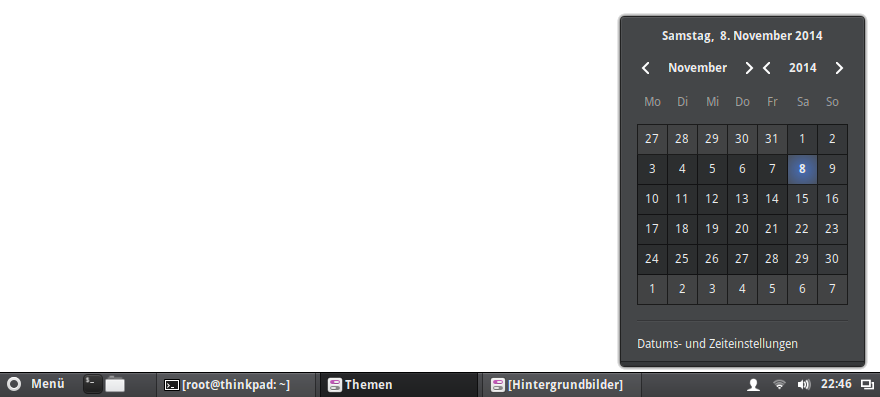 Samstag, 8. November 2014
November 2014
Mo Di Mi Do Fr Sa So
27 28 29 30 31 1 2
3 4 5 6 7 8 9
10 11 12 13 14 15 16
17 18 19 20 21 22 23
24 25 26 27 28 29 30
1 2 3 4 5 6 7
Datums- und Zeiteinstellungen
Menü $_ [root@thinkpad: ~] Themen [Hintergrundbilder] 22:46